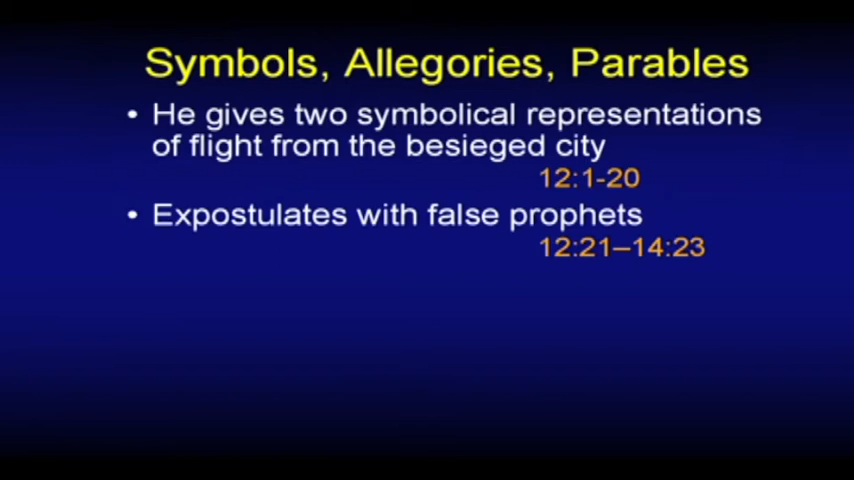 Symbols, Allegories, Parables
• He gives two symbolical representations
of flight from the besieged city
12:1-20
• Expostulates with false prophets
12:21–14:23